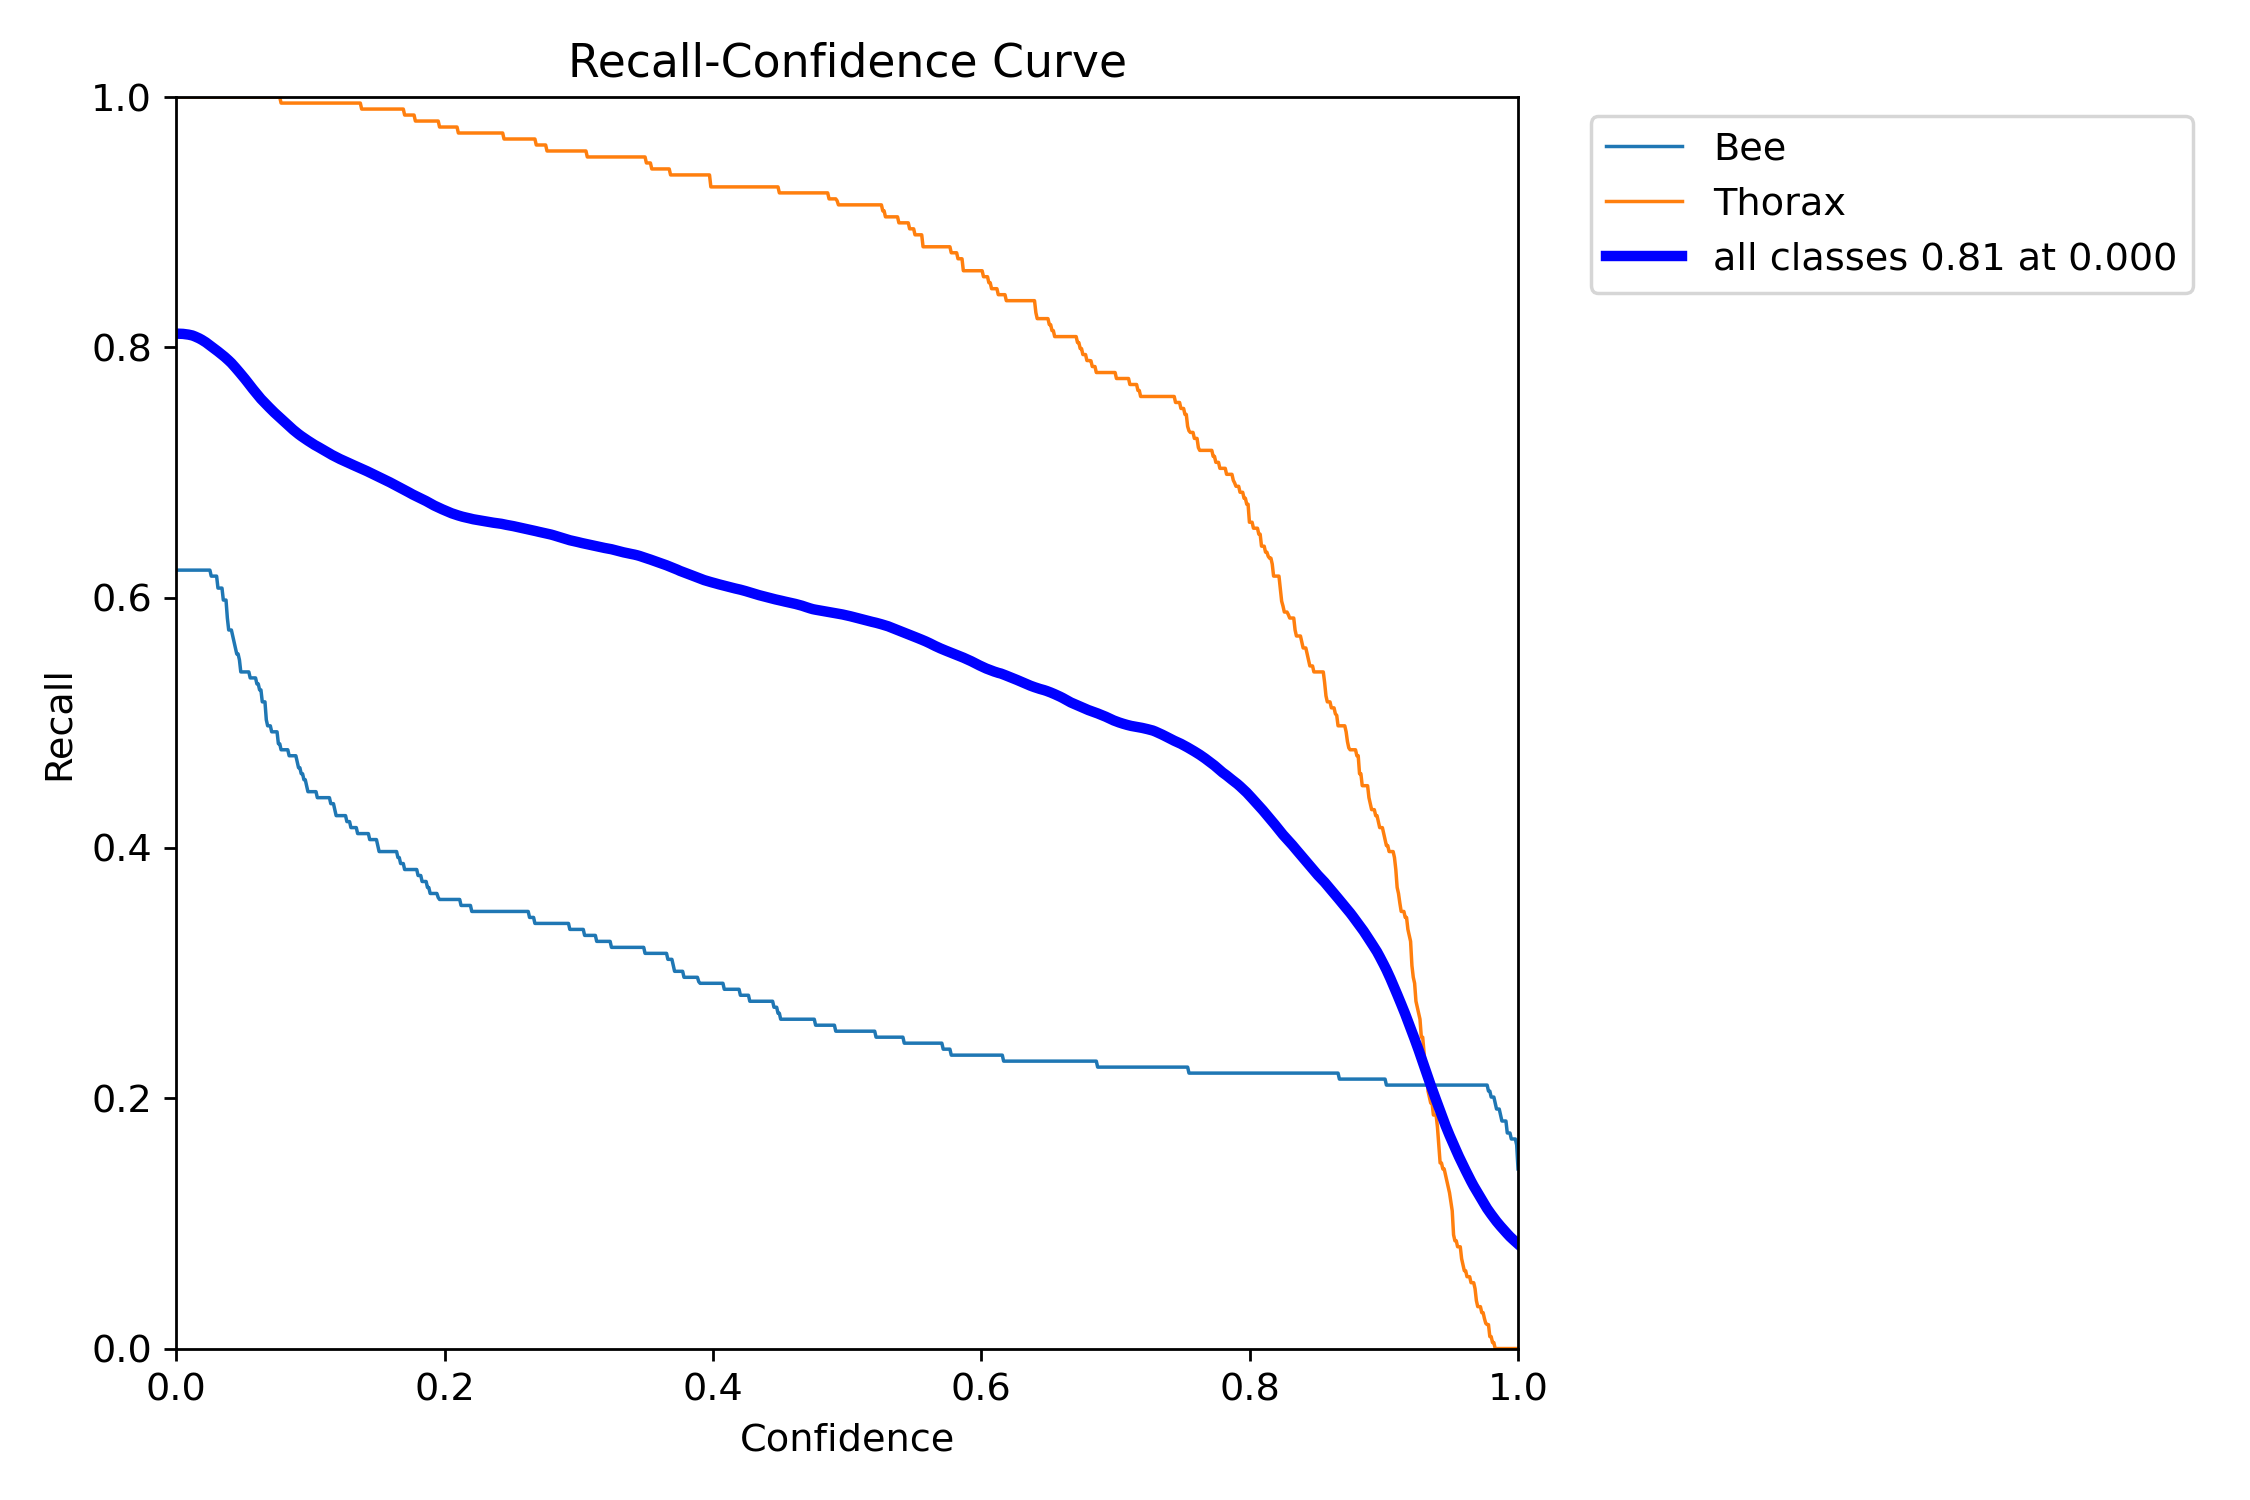 Recall-Confidence Curve
1.0
0.8
0.6
0.4
0.2
0.0
Recall
0.0 0.2 0.4 0.6 0.8 1.0
Confidence
Bee
Thorax
all classes 0.81 at 0.000